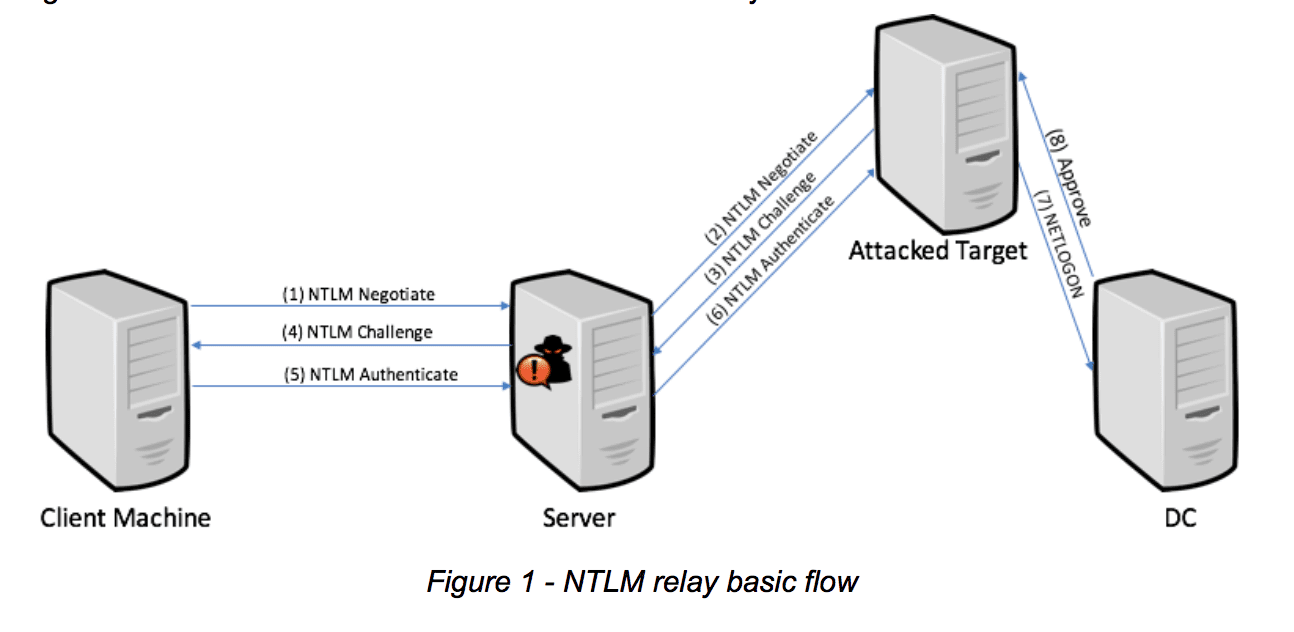 (1) NTLM Negotiate
(4) NTLM Challenge
(5) NTLM Authenticate
(2) NTLM Negotiate
(3) NTLM Challenge
(6) NTLM Authenticate
(8) Approve
(7) NETLOGON
!
Attacked Target
Client Machine
Server
DC
Figure 1 - NTLM relay basic flow